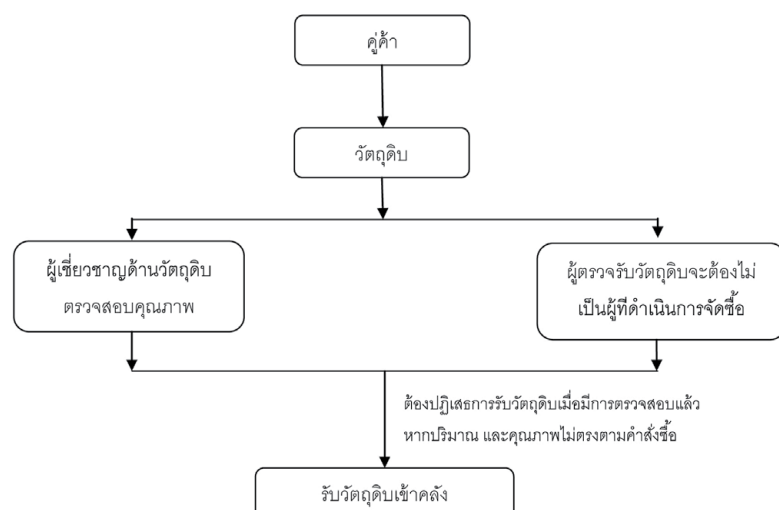 คู่ค้า
วัตถุดิบ
ผู้เชี่ยวชาญด้านวัตถุดิบ
ตรวจสอบคุณภาพ
ผู้ตรวจรับวัตถุดิบจะต้องไม่
เป็นผู้ที่ดำเนินการจัดซื้อ
ต้องปฏิเสธการรับวัตถุดิบเมื่อมีการตรวจสอบแล้ว
หากปริมาณ และคุณภาพไม่ตรงตามคำสั่งซื้อ
รับวัตถุดิบเข้าคลัง